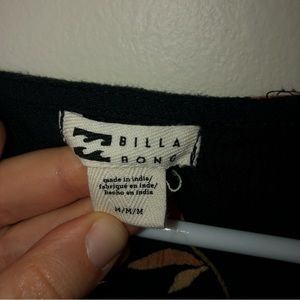 BILLA
BONG
made in india/
fabriqué en inde/
hecho en india
M/M/M